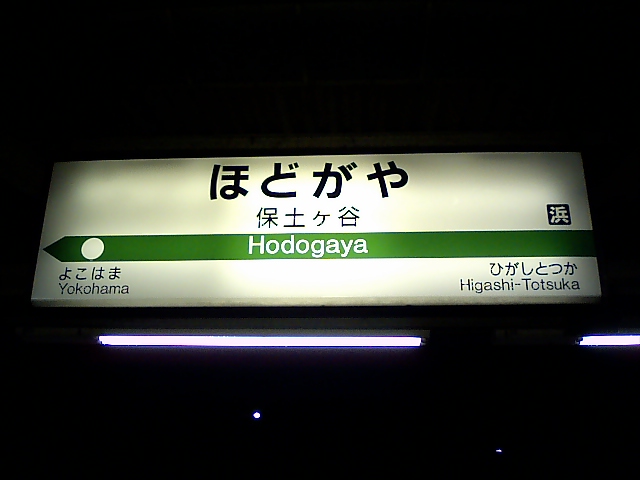 ほどがや
保土ヶ谷
浜
Hodogaya
よこはま
Yokohama
ひがしとつか
Higashi-Totsuka